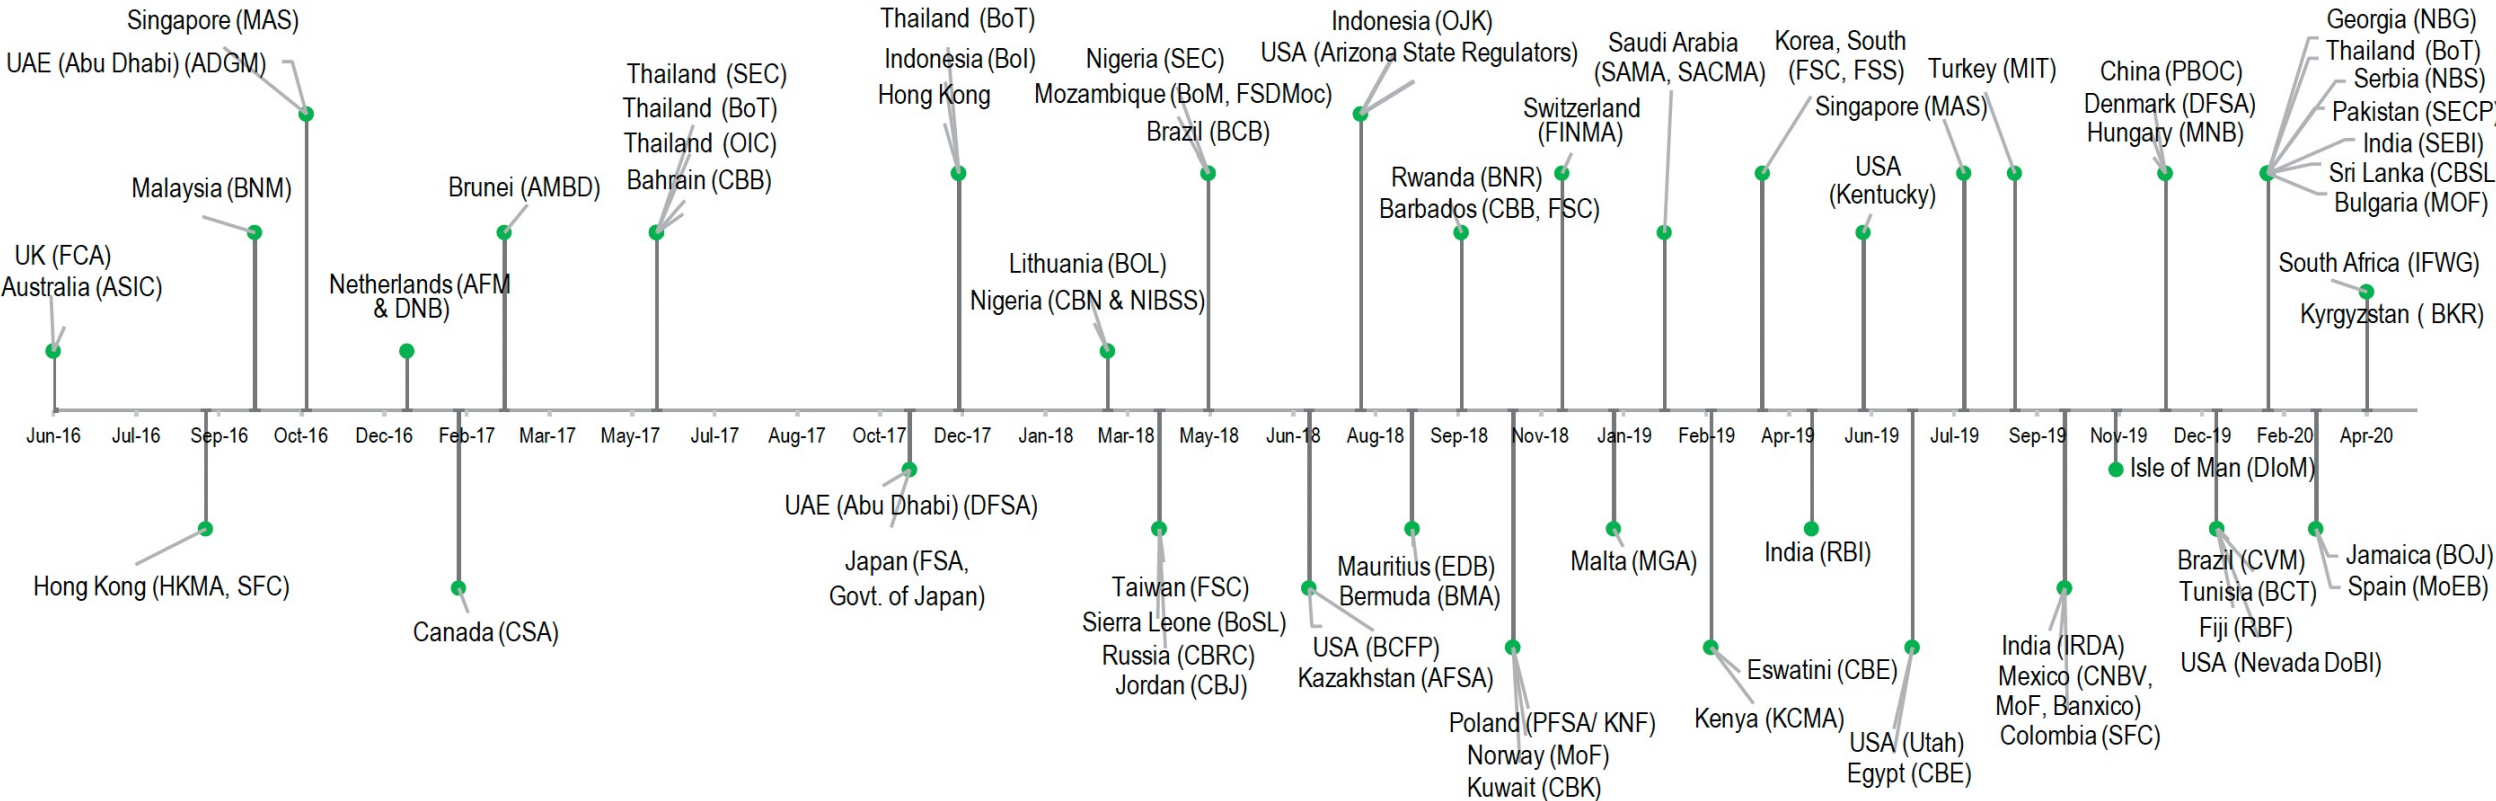 Singapore (MAS)
UAE (Abu Dhabi) (ADGM)
Malaysia (BNM)
UK (FCA)
Australia (ASIC)
Netherlands (AFM
& DNB)
Brunei (AMBD)
Thailand (SEC)
Thailand (BoT)
Thailand (OIC)
Bahrain (CBB)
Thailand (BoT)
Indonesia (BoI)
Hong Kong
Lithuania (BOL)
Nigeria (CBN & NIBSS)
Nigeria (SEC)
Mozambique (BoM, FSDMoc)
Brazil (BCB)
Indonesia (OJK)
USA (Arizona State Regulators)
Rwanda (BNR)
Barbados (CBB, FSC)
Switzerland
(FINMA)
Saudi Arabia
(SAMA, SACMA)
Korea, South
(FSC, FSS)
USA
(Kentucky)
Singapore (MAS)
Turkey (MIT)
China (PBOC)
Denmark (DFSA)
Hungary (MNB)
Georgia (NBG)
Thailand (BoT)
Serbia (NBS)
Pakistan (SECP)
India (SEBI)
Sri Lanka (CBSL
Bulgaria (MOF)
South Africa (IFWG)
Kyrgyzstan ( BKR)
Jun-16 Jul-16 Sep-16 Oct-16 Dec-16 Feb-17 Mar-17 May-17 Jul-17 Aug-17 Oct-17 Dec-17 Jan-18 Mar-18 May-18 Jun-18 Aug-18 Sep-18 Nov-18 Jan-19 Feb-19 Apr-19 Jun-19 Jul-19 Sep-19 Nov-19 Dec-19 Feb-20 Apr-20
Hong Kong (HKMA, SFC)
Canada (CSA)
UAE (Abu Dhabi) (DFSA)
Japan (FSA,
Govt. of Japan)
Taiwan (FSC)
Sierra Leone (BoSL)
Russia (CBRC)
Jordan (CBJ)
USA (BCFP)
Kazakhstan (AFSA)
Mauritius (EDB)
Bermuda (BMA)
Poland (PFSA/ KNF)
Norway (MoF)
Kuwait (CBK)
Malta (MGA)
Eswatini (CBE)
Kenya (KCMA)
India (RBI)
USA (Utah)
Egypt (CBE)
India (IRDA)
Mexico (CNBV,
MoF, Banxico)
Colombia (SFC)
Isle of Man (DIoM)
Brazil (CVM)
Tunisia (BCT)
Fiji (RBF)
USA (Nevada DoBI)
Jamaica (BOJ)
Spain (MoEB)